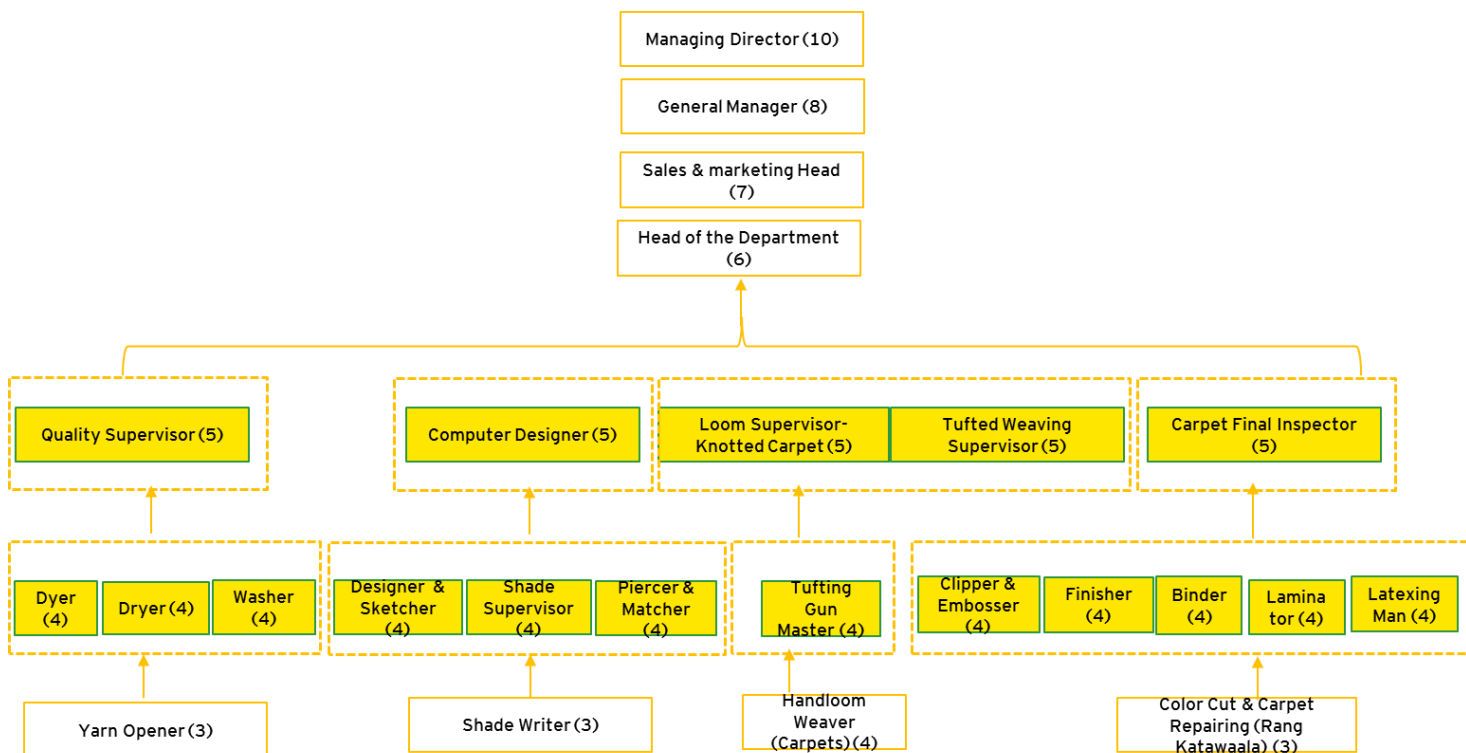 Managing Director (10)
General Manager (8)
Sales & marketing Head
(7)
Head of the Department
(6)
Quality Supervisor (5)
Computer Designer (5)
Loom Supervisor-
Knotted Carpet (5)
Tufted Weaving
Supervisor (5)
Carpet Final Inspector
(5)
Dyer
(4)
Dryer (4)
Washer
(4)
Designer &
Sketcher
(4)
Shade
Supervisor
(4)
Piercer &
Matcher
(4)
Tufting
Gun
Master (4)
Clipper &
Embosser
(4)
Finisher
(4)
Binder
(4)
Lamina
tor (4)
Latexing
Man (4)
Yarn Opener (3)
Shade Writer (3)
Handloom
Weaver
(Carpets) (4)
Color Cut & Carpet
Repairing (Rang
Katawaala) (3)